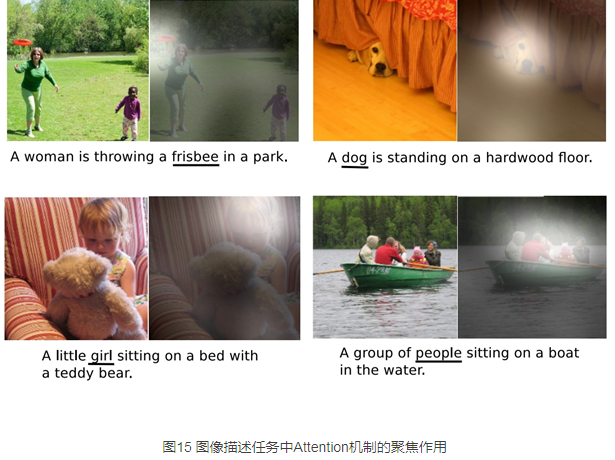 A woman is throwing a frisbee in a park.
A dog is standing on a hardwood floor.
A little girl sitting on a bed with
a teddy bear.
A group of people sitting on a boat
in the water.
图15 图像描述任务中Attention机制的聚焦作用